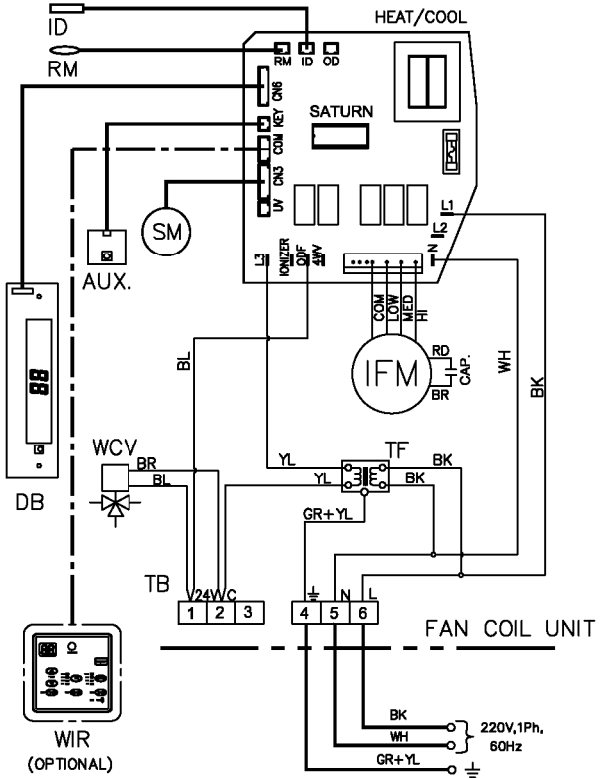 HEAT/COOL
ID
RM
RM ID OD
CN6
KEY
COM
CN3
UV
SATURN
SM
AUX.
L1
L2
N
L3
IONIZER
ODF
4WV
COM
LOW
MED
HI
IFM
RD
BR
CAP.
WH
BK
BL
88
DB
WCV
BR
BL
YL
YL
TF
BK
BK
GR+YL
TB
24V C
1 2 3
N L
4 5 6
FAN COIL UNIT
WIR
(OPTIONAL)
BK
WH
GR+YL
220V,1Ph,
60Hz